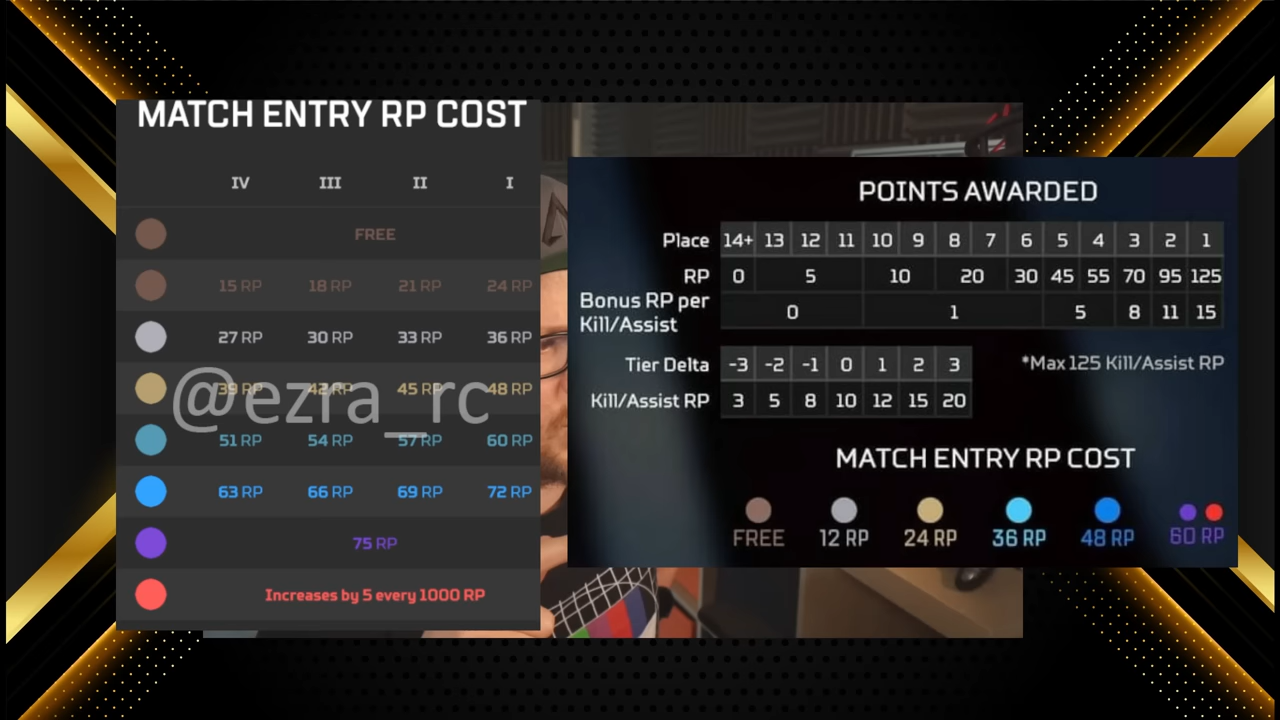 MATCH ENTRY RP COST
IV III II I
FREE
15 RP 18 RP 21 RP 24 RP
27 RP 30 RP 33 RP 36 RP
39 RP 42 RP 45 RP 48 RP
@ezra_rc
51 RP 54 RP 57 RP 60 RP
63 RP 66 RP 69 RP 72 RP
75 RP
Increases by 5 every 1000 RP
POINTS AWARDED
Place 14+ 13 12 11 10 9 8 7 6 5 4 3 2 1
RP 0 5 10 20 30 45 55 70 95 125
Bonus RP per
Kill/Assist 0 1 5 8 11 15
Tier Delta -3 -2 -1 0 1 2 3 *Max 125 Kill/Assist RP
Kill/Assist RP 3 5 8 10 12 15 20
MATCH ENTRY RP COST
FREE 12 RP 24 RP 36 RP 48 RP 60 RP